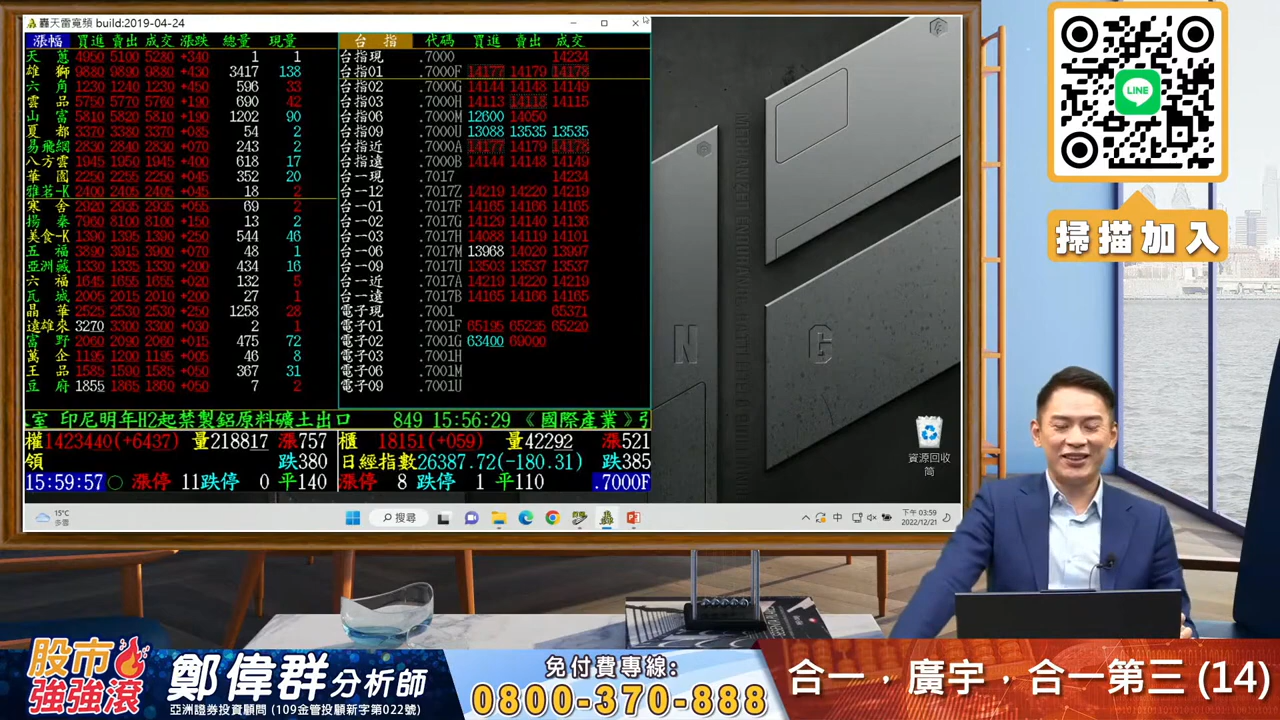 轟天雷寬頻 build:2019-04-24
漲幅 買進 賣出 成交 漲跌 總量 現量
天蔥 4950 5100 5280 +340 1 1
雄獅 9880 9890 9880 +430 3417 138
六角 1230 1240 1230 +450 596 33
雲品 5750 5770 5760 +190 690 42
山富 5810 5820 5810 +190 1202 90
夏都 3370 3380 3370 +085 54 2
易飛網 2830 2840 2830 +070 243 2
八方雲 1945 1950 1945 +400 618 17
華園 2250 2255 2250 +045 352 20
雅茗-K 2400 2405 2405 +045 18 2
寒舍 2920 2935 2935 +055 69 2
揚秦 7960 8100 8100 +150 13 2
美食-K 1390 1395 1390 +250 544 46
五福 3890 3915 3900 +070 48 1
亞洲藏 1330 1335 1335 +200 434 16
六福 1645 1655 1655 +020 132 5
瓦城 2005 2015 2010 +200 27 1
晶華 2525 2530 2530 +250 1258 28
遠雄來 3270 3300 3300 +030 2 1
富野 2060 2090 2060 +015 475 72
萬企 1195 1200 1195 +005 46 8
王品 1585 1590 1585 +050 367 31
豆府 1855 1865 1860 +050 7 2
台指 代碼 買進 賣出 成交
台指現 .7000 14234
台指01 .7000F 14177 14179 14178
台指02 .7000G 14144 14148 14149
台指03 .7000H 14113 14118 14115
台指06 .7000M 12600 14050
台指09 .7000U 13088 13535 13535
台指近 .7000A 14177 14179 14178
台指遠 .7000B 14144 14148 14149
台一現 .7017 14234
台一12 .7017Z 14219 14220 14219
台一01 .7017F 14165 14166 14165
台一02 .7017G 14129 14140 14136
台一03 .7017H 14088 14119 14101
台一06 .7017M 13968 14020 13997
台一09 .7017U 13503 13537 13537
台一近 .7017A 14219 14220 14219
台一遠 .7017B 14165 14166 14165
電子現 .7001 65371
電子01 .7001F 65195 65235 65220
電子02 .7001G 63400 69000
電子03 .7001H
電子06 .7001M
電子09 .7001U
室 印尼明年H2起禁製鋁原料礦土出口 849 15:56:29 《國際產業》
權1423440(+6437) 量218817 漲757 櫃 18151(+059) 量42292 漲521
領 跌380 日經指數26387.72(-180.31) 跌385
15:59:57 漲停 11跌停 0 平140 漲停 8 跌停 1 平110 .7000F
N
G
資源回收
筒
15°C
多雲
搜尋
中
下午 03:59
2022/12/21
LINE
掃描加入
股市
強強滾
鄭偉群分析師
亞洲證券投資顧問 (109金管投顧新字第022號)
免付費專線:
0800-370-888
合一，廣宇，合一第三 (14)